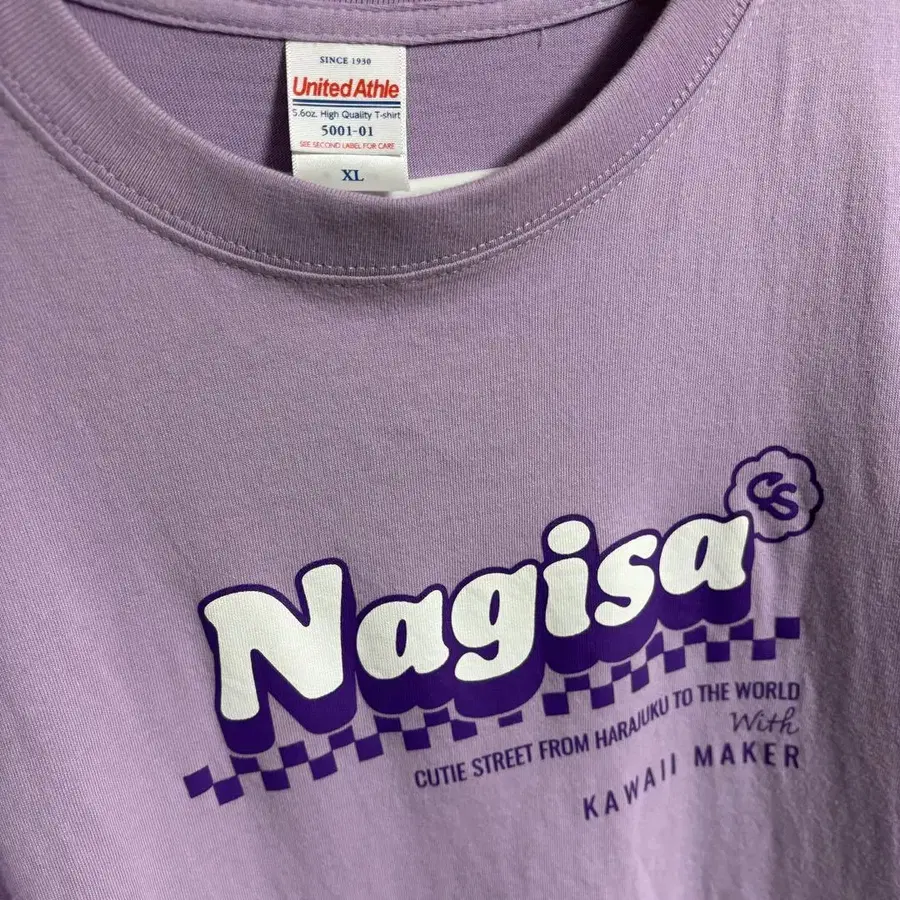 SINCE 1930
United Athle
5.6oz. High Quality T-shirt
5001-01
SEE SECOND LABEL FOR CARE
XL
CS
Nagisa
CUTIE STREET FROM HARAJUKU TO THE WORLD
With
KAWAII MAKER